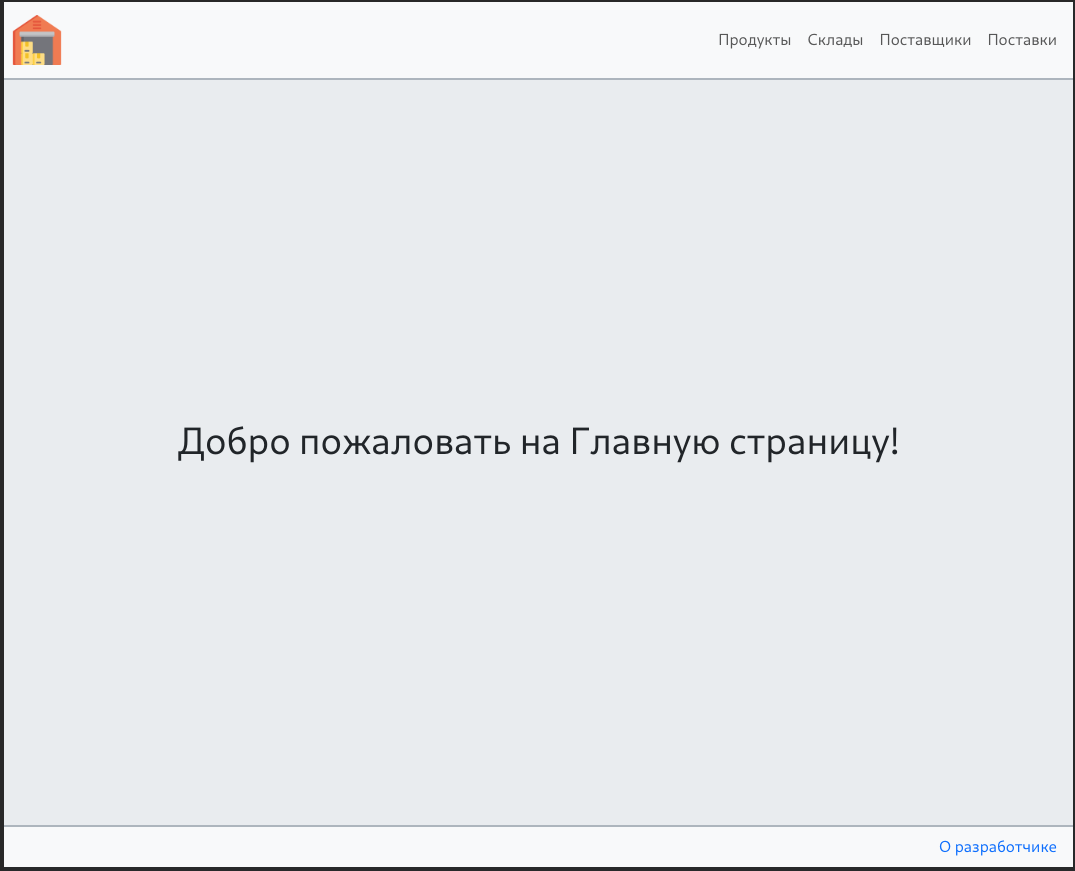 Продукты Склады Поставщики Поставки
Добро пожаловать на Главную страницу!
О разработчике